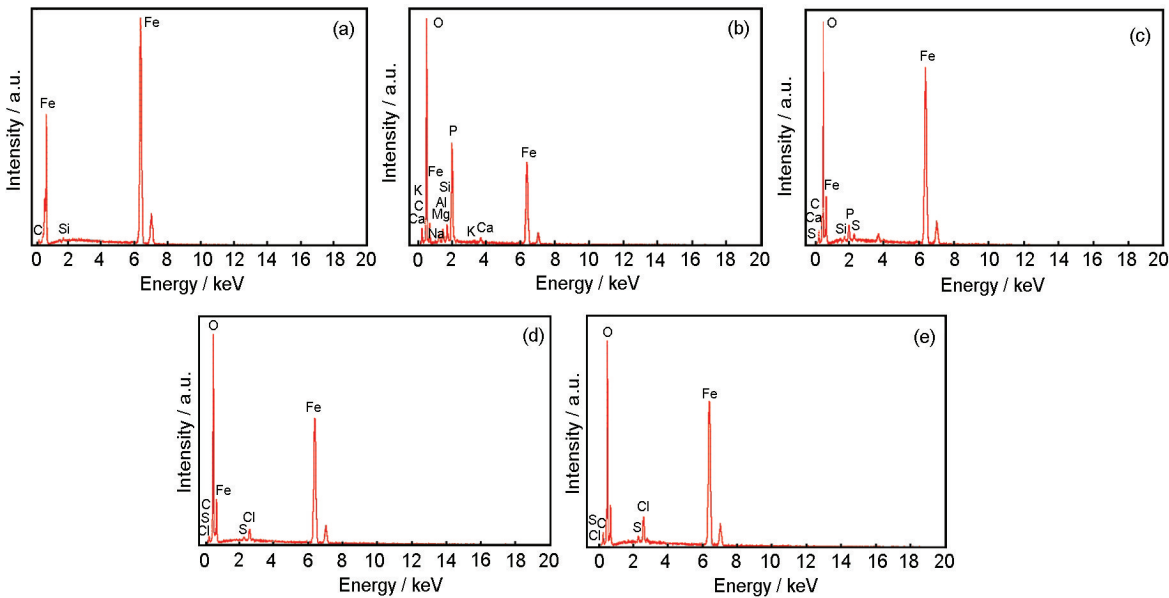 (a)
Fe
Fe
C
Si
Intensity / a.u.
0 2 4 6 8 10 12 14 16 18 20
Energy / keV
(b)
O
P
Fe
Fe
K
Si
C
Al
Ca
Mg
Na
K
Ca
Intensity / a.u.
0 2 4 6 8 10 12 14 16 18 20
Energy / keV
(c)
O
Fe
Fe
C
Ca
P
S
Si
S
Intensity / a.u.
0 2 4 6 8 10 12 14 16 18 20
Energy / keV
(d)
O
Fe
Fe
C
S
Cl
S
Cl
Intensity / a.u.
0 2 4 6 8 10 12 14 16 18 20
Energy / keV
(e)
O
Fe
Cl
S
C
Cl
S
Intensity / a.u.
0 2 4 6 8 10 12 14 16 18 20
Energy / keV